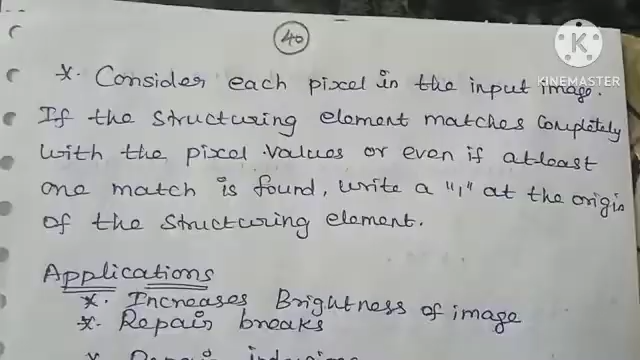 40
K
KINEMASTER
*. Consider each pixel in the input image.
If the structuring element matches completely
with the pixel values or even if atleast
one match is found, write a "1" at the origin
of the structuring element.
Applications
*. Increases Brightness of image
*. Repair breaks
* Repair